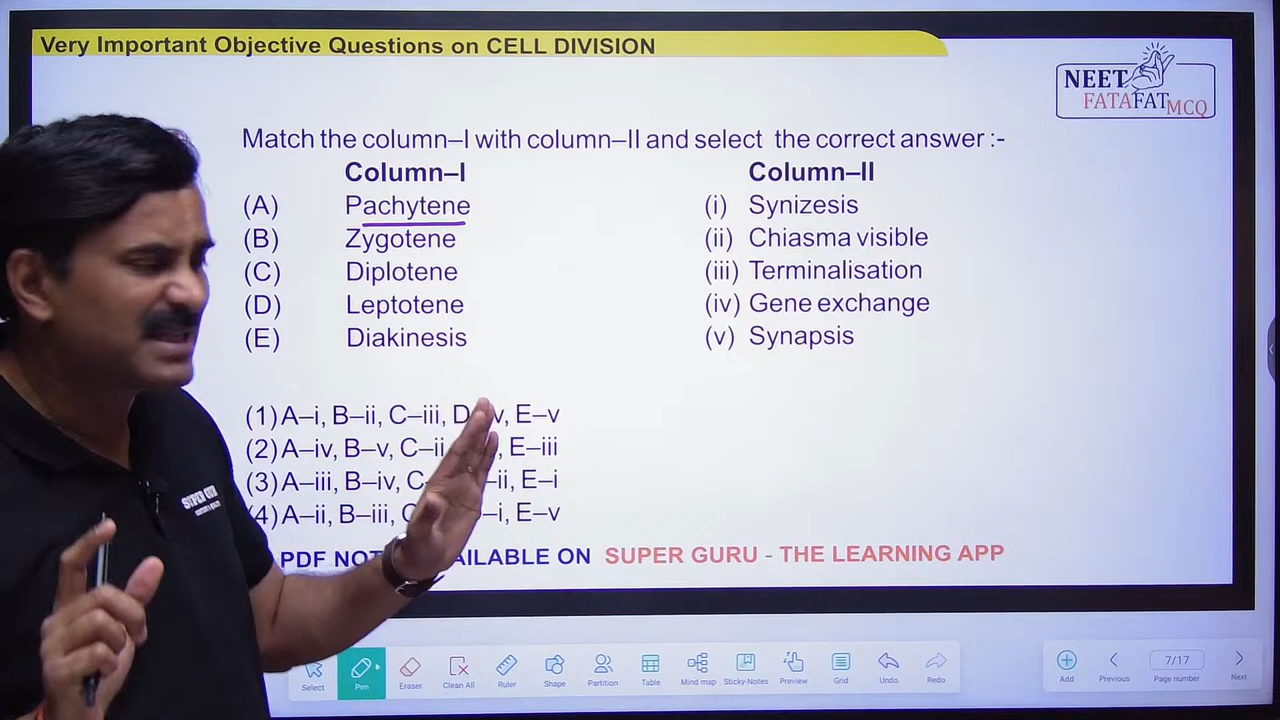 Very Important Objective Questions on CELL DIVISION
NEET
FATAFAT MCQ
Match the column–I with column–II and select the correct answer :-
Column–I Column–II
(A) Pachytene (i) Synizesis
(B) Zygotene (ii) Chiasma visible
(C) Diplotene (iii) Terminalisation
(D) Leptotene (iv) Gene exchange
(E) Diakinesis (v) Synapsis
(1) A–i, B–ii, C–iii, D v, E–v
(2) A–iv, B–v, C–ii , E–iii
(3) A–iii, B–iv, C– –ii, E–i
(4) A–ii, B–iii, –i, E–v
PDF ON SUPER GURU - THE LEARNING APP
SUPER GURU
Select Pen Eraser Clean All Ruler Shape Partition Table Mind map Sticky-Notes Preview Grid Undo Redo
Add Previous 7/17 Page number Next